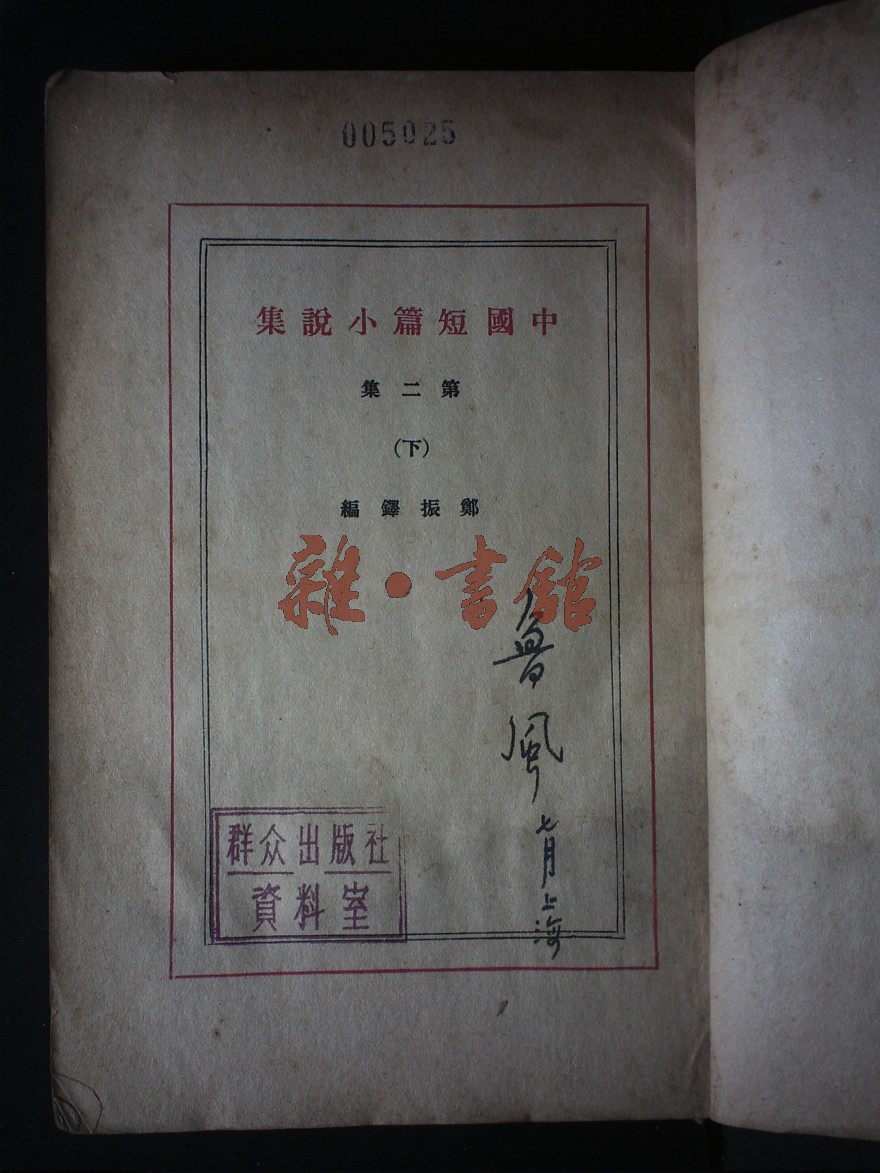 005025
中國短篇小說集
第二集
(下)
鄭振鐸編
雜·書館
魯風
七月上海
群众出版社
資料室